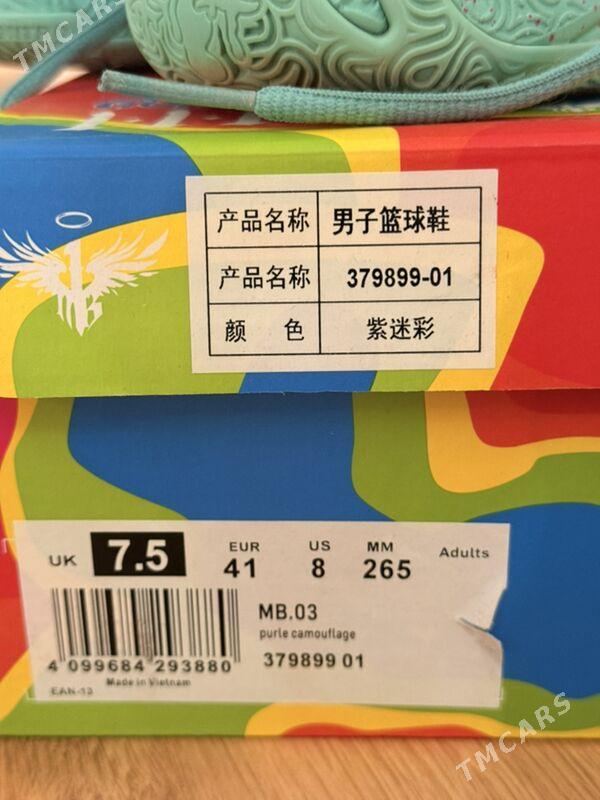 TMCARS
产品名称 男子篮球鞋
产品名称 379899-01
颜 色 紫迷彩
UK 7.5 EUR 41 US 8 MM 265 Adults
MB.03
purle camouflage
4 099684 293880 379899 01
Made in Vietnam
EAN-13
TMCARS